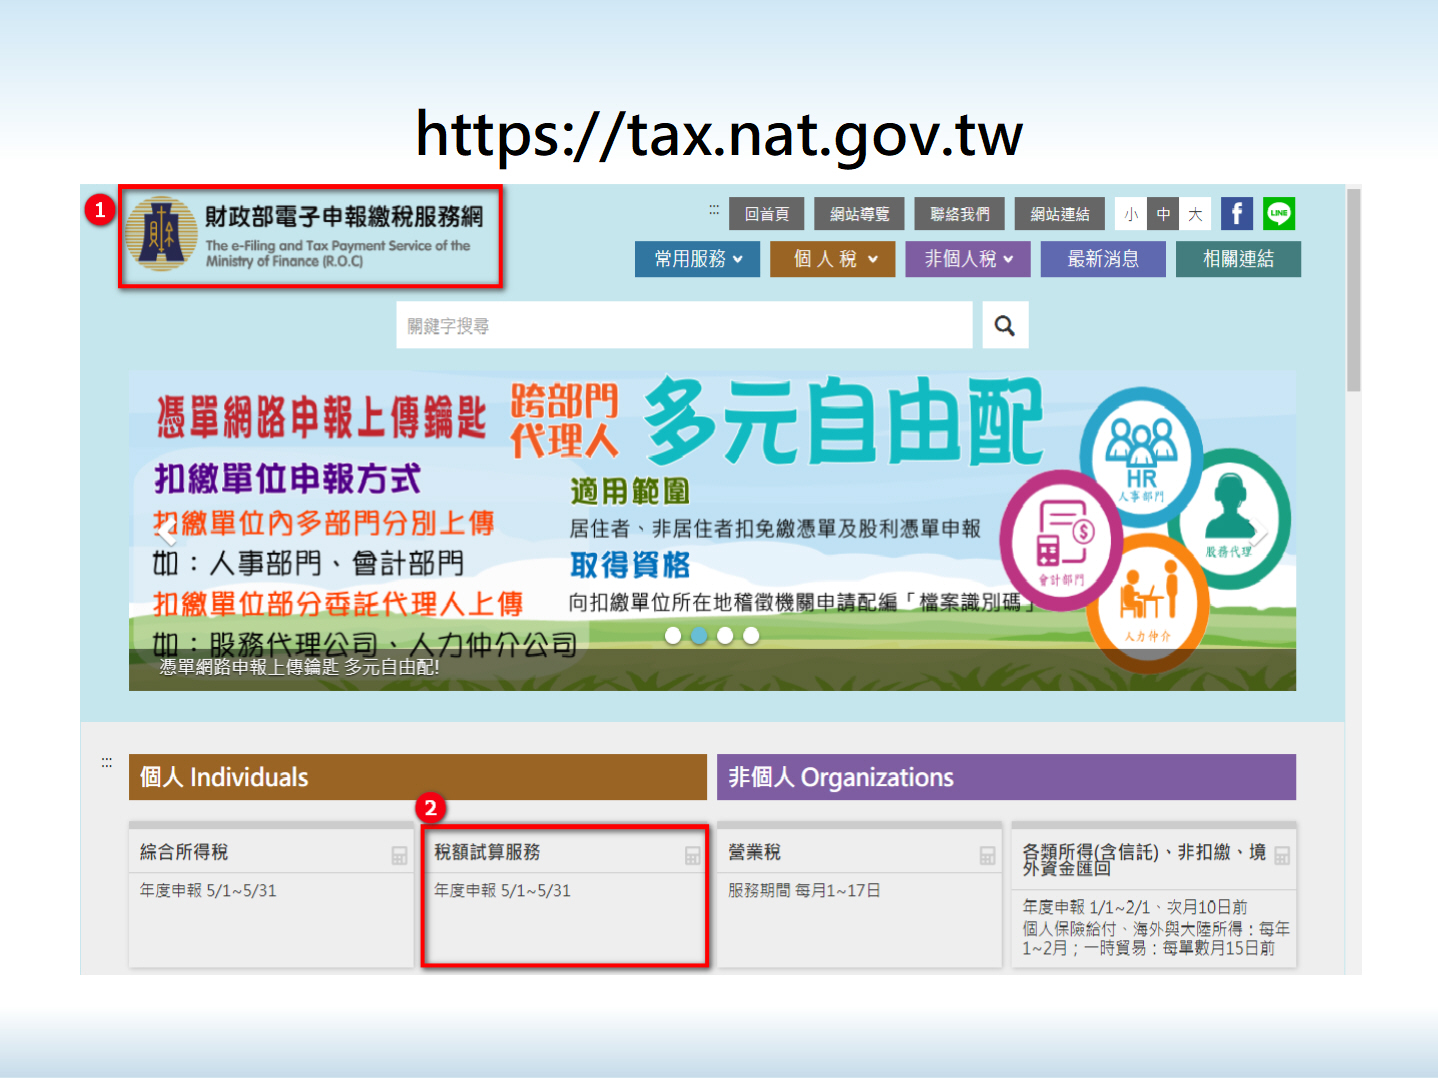 https://tax.nat.gov.tw
1
財政部電子申報繳稅服務網
The e-Filing and Tax Payment Service of the
Ministry of Finance (R.O.C)
:::
回首頁
網站導覽
聯絡我們
網站連結
小
中
大
f
LINE
常用服務
個人稅
非個人稅
最新消息
相關連結
關鍵字搜尋
憑單網路申報上傳鑰匙
跨部門
代理人
多元自由配
扣繳單位申報方式
扣繳單位內多部門分別上傳
如：人事部門、會計部門
扣繳單位部分委託代理人上傳
如：股務代理公司、人力仲介公司
適用範圍
居住者、非居住者扣免繳憑單及股利憑單申報
取得資格
向扣繳單位所在地稽徵機關申請配編「檔案識別碼」
HR
人事部門
會計部門
股務代理
人力仲介
憑單網路申報上傳鑰匙 多元自由配!
:::
個人 Individuals
非個人 Organizations
2
綜合所得稅
年度申報 5/1~5/31
稅額試算服務
年度申報 5/1~5/31
營業稅
服務期間 每月1~17日
各類所得(含信託)、非扣繳、境
外資金匯回
年度申報 1/1~2/1、次月10日前
個人保險給付、海外與大陸所得：每年
1~2月；一時貿易：每單數月15日前